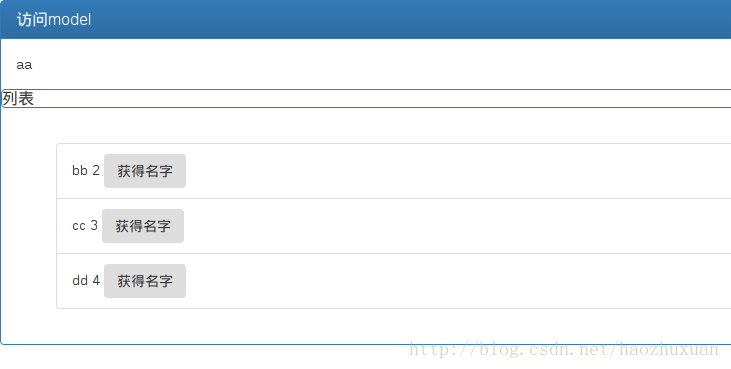 访问model
aa
列表
bb 2 获得名字
cc 3 获得名字
dd 4 获得名字
http://blog.csdn.net/haozhuxuan